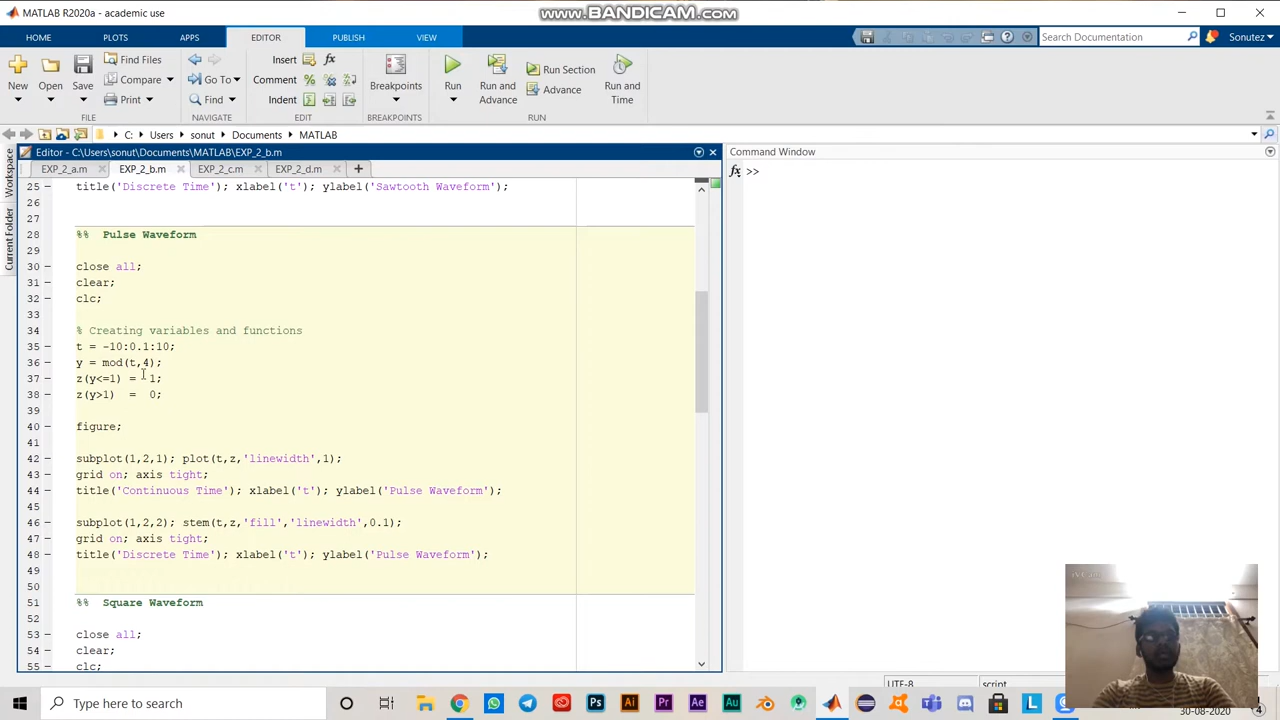 MATLAB R2020a - academic use
www.BANDICAM.com
HOME PLOTS APPS EDITOR PUBLISH VIEW
Search Documentation
Sonutez
New Open Save Find Files Compare Print
Go To Find
Insert fx
Comment
Indent
Breakpoints
Run Run and Advance Run Section Advance Run and Time
FILE NAVIGATE EDIT BREAKPOINTS RUN
C: Users sonut Documents MATLAB
Workspace
Current Folder
Editor - C:\Users\sonut\Documents\MATLAB\EXP_2_b.m
EXP_2_a.m EXP_2_b.m EXP_2_c.m EXP_2_d.m +
25 - title('Discrete Time'); xlabel('t'); ylabel('Sawtooth Waveform');
26
27
28 %% Pulse Waveform
29
30 - close all;
31 - clear;
32 - clc;
33
34 % Creating variables and functions
35 - t = -10:0.1:10;
36 - y = mod(t,4);
37 - z(y<=1) = 1;
38 - z(y>1) = 0;
39
40 - figure;
41
42 - subplot(1,2,1); plot(t,z,'linewidth',1);
43 - grid on; axis tight;
44 - title('Continuous Time'); xlabel('t'); ylabel('Pulse Waveform');
45
46 - subplot(1,2,2); stem(t,z,'fill','linewidth',0.1);
47 - grid on; axis tight;
48 - title('Discrete Time'); xlabel('t'); ylabel('Pulse Waveform');
49
50
51 %% Square Waveform
52
53 - close all;
54 - clear;
55 - clc;
Command Window
fx >>
UTF-8 script
Type here to search
30-08-2020